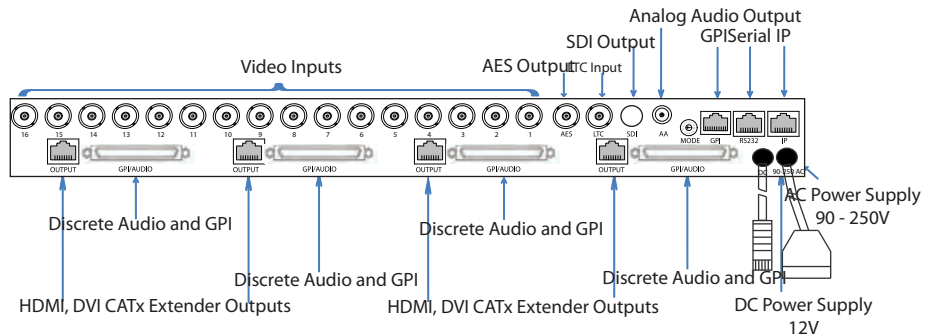 Analog Audio Output
GPI Serial IP
SDI Output
Video Inputs
AES Output
LTC Input
16 15 14 13 12 11 10 9 8 7 6 5 4 3 2 1 AES LTC SDI AA MODE GPI RS232 IP
OUTPUT GPI/AUDIO OUTPUT GPI/AUDIO OUTPUT GPI/AUDIO OUTPUT GPI/AUDIO DC 90-250 AC
AC Power Supply
90 - 250V
Discrete Audio and GPI
Discrete Audio and GPI
Discrete Audio and GPI
Discrete Audio and GPI
HDMI, DVI CATx Extender Outputs
HDMI, DVI CATx Extender Outputs
DC Power Supply
12V